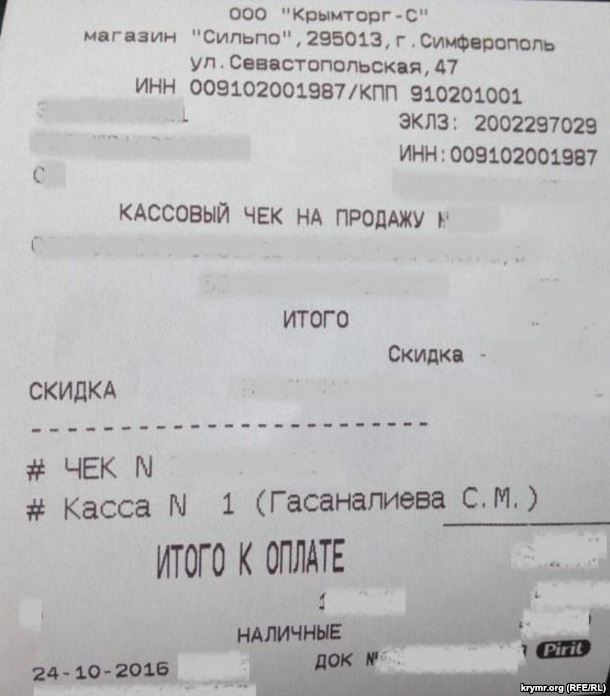 ООО "Крымторг-С"
магазин "Сильпо",295013,г.Симферополь
ул.Севастопольская,47
ИНН 009102001987/КПП 910201001
ЭКЛЗ: 2002297029
ИНН:009102001987
КАССОВЫЙ ЧЕК НА ПРОДАЖУ
ИТОГО
Скидка -
СКИДКА
# ЧЕК N
# Касса N 1 (Гасаналиева С.М.)
ИТОГО К ОПЛАТЕ
НАЛИЧНЫЕ
24-10-2016 ДОК № Pirit
krymr.org (RFE/RL)